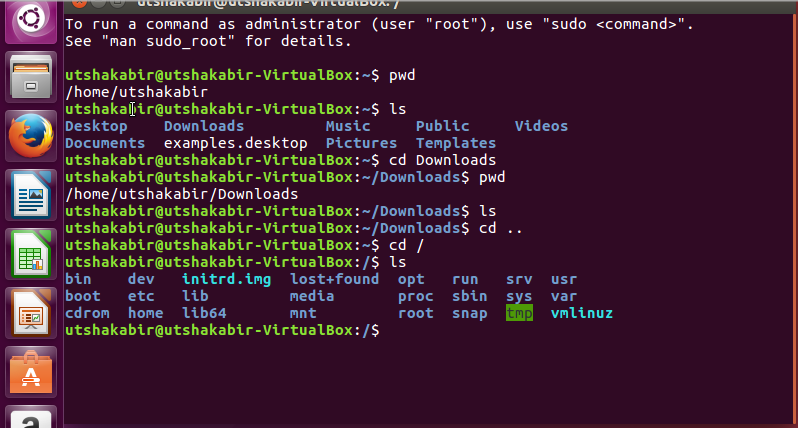 utshakabir@utshakabir-VirtualBox: /
To run a command as administrator (user "root"), use "sudo <command>".
See "man sudo_root" for details.
utshakabir@utshakabir-VirtualBox:~$ pwd
/home/utshakabir
utshakabir@utshakabir-VirtualBox:~$ ls
Desktop    Downloads         Music     Public     Videos
Documents  examples.desktop  Pictures  Templates
utshakabir@utshakabir-VirtualBox:~$ cd Downloads
utshakabir@utshakabir-VirtualBox:~/Downloads$ pwd
/home/utshakabir/Downloads
utshakabir@utshakabir-VirtualBox:~/Downloads$ ls
utshakabir@utshakabir-VirtualBox:~/Downloads$ cd ..
utshakabir@utshakabir-VirtualBox:~$ cd /
utshakabir@utshakabir-VirtualBox:/$ ls
bin    dev   initrd.img  lost+found  opt   run   srv  usr
boot   etc   lib         media       proc  sbin  sys  var
cdrom  home  lib64       mnt         root  snap  tmp  vmlinuz
utshakabir@utshakabir-VirtualBox:/$